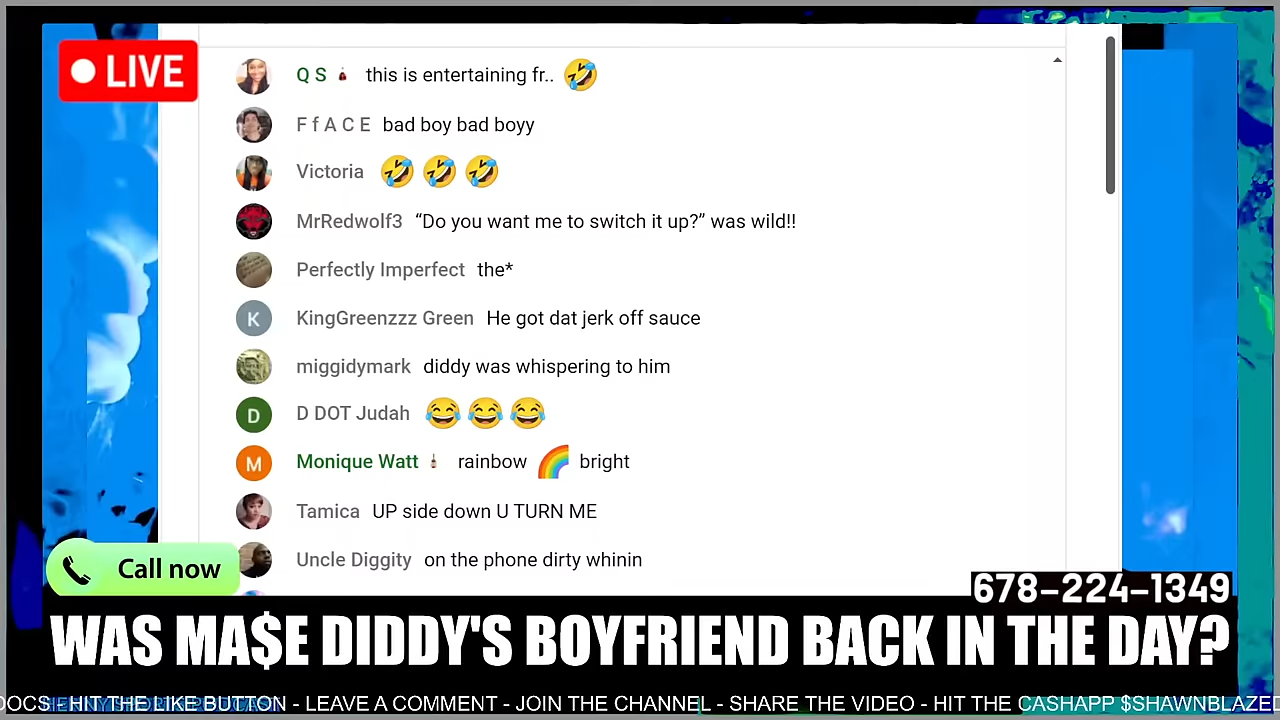 LIVE
Q S this is entertaining fr.. 🤣
F f A C E bad boy bad boyy
Victoria 🤣 🤣 🤣
MrRedwolf3 “Do you want me to switch it up?” was wild!!
Perfectly Imperfect the*
K KingGreenzzz Green He got dat jerk off sauce
miggidymark diddy was whispering to him
D D DOT Judah 😂 😂 😂
M Monique Watt rainbow 🌈 bright
Tamica UP side down U TURN ME
Uncle Diggity on the phone dirty whinin
Call now
678-224-1349
WAS MA$E DIDDY'S BOYFRIEND BACK IN THE DAY?
DOCS - HIT THE LIKE BUTTON - LEAVE A COMMENT - JOIN THE CHANNEL - SHARE THE VIDEO - HIT THE CASHAPP $SHAWNBLAZED